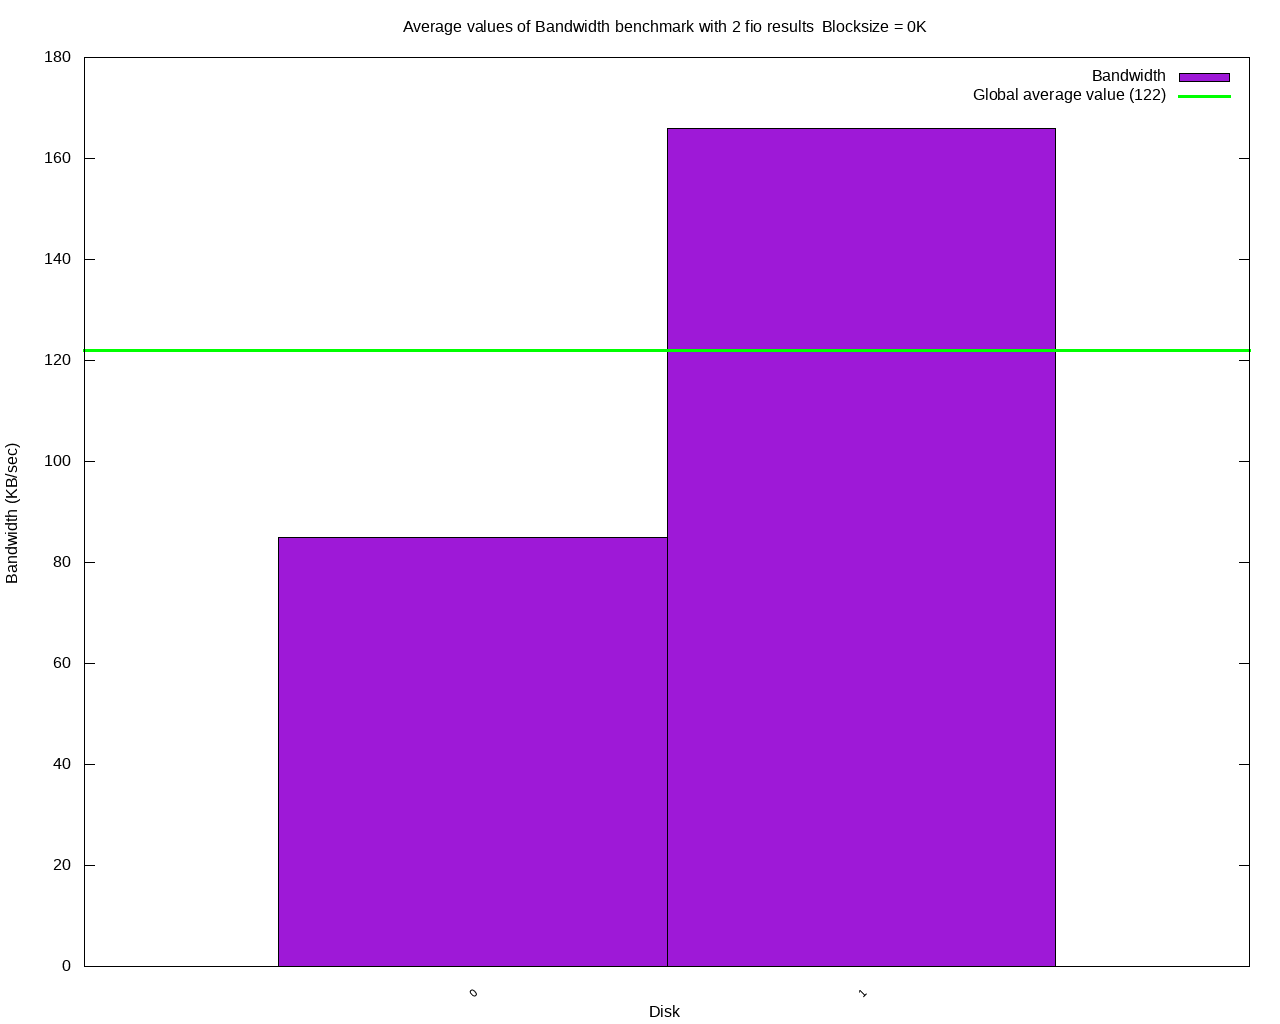 Average values of Bandwidth benchmark with 2 fio results  Blocksize = 0K
Bandwidth
Global average value (122)
180
160
140
120
100
80
60
40
20
0
Bandwidth (KB/sec)
0
1
Disk